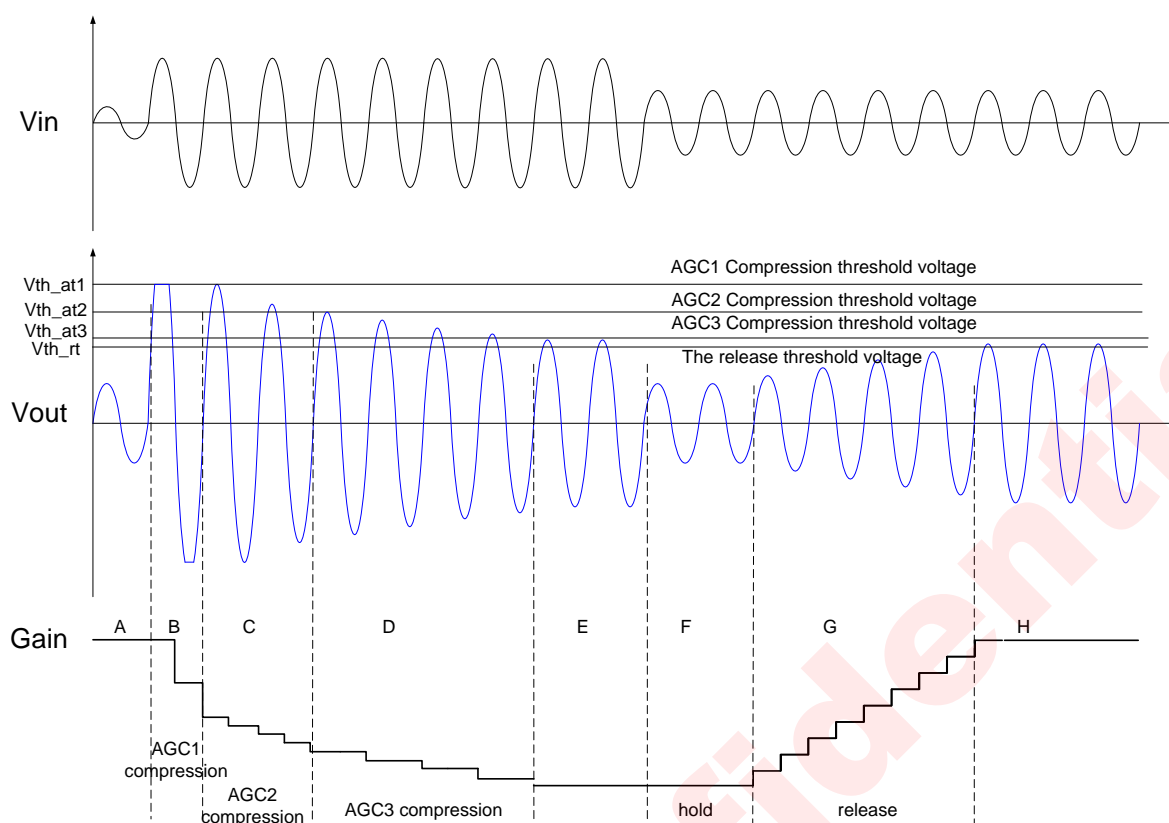 Vin
Vth_at1
AGC1 Compression threshold voltage
Vth_at2
AGC2 Compression threshold voltage
Vth_at3
AGC3 Compression threshold voltage
Vth_rt
The release threshold voltage
Vout
Gain
A
B
C
D
E
F
G
H
AGC1
compression
AGC2
compression
AGC3 compression
hold
release
fidenti